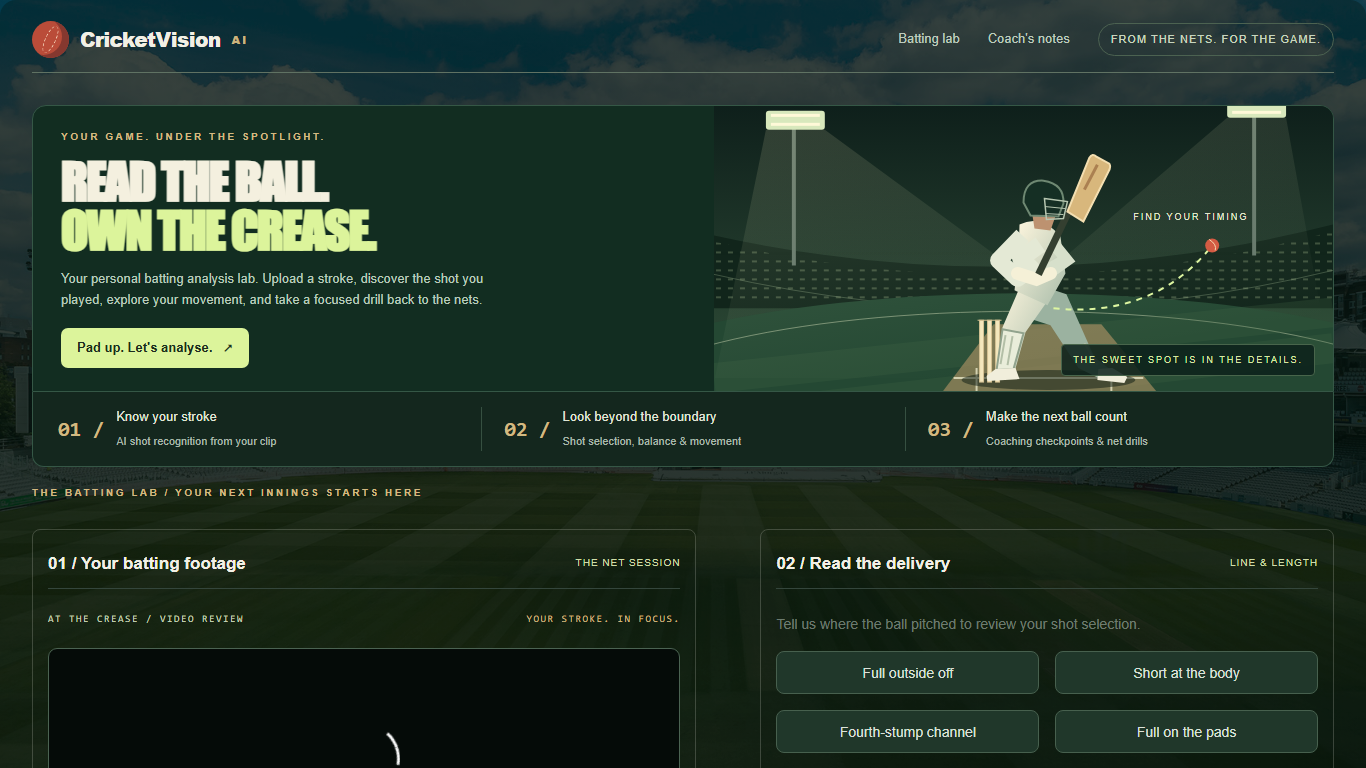 CricketVision AI
Batting lab
Coach's notes
FROM THE NETS. FOR THE GAME.
YOUR GAME. UNDER THE SPOTLIGHT.
READ THE BALL.
OWN THE CREASE.
Your personal batting analysis lab. Upload a stroke, discover the shot you
played, explore your movement, and take a focused drill back to the nets.
Pad up. Let's analyse. ↗
FIND YOUR TIMING
THE SWEET SPOT IS IN THE DETAILS.
01 /
Know your stroke
AI shot recognition from your clip
02 /
Look beyond the boundary
Shot selection, balance & movement
03 /
Make the next ball count
Coaching checkpoints & net drills
THE BATTING LAB / YOUR NEXT INNINGS STARTS HERE
01 / Your batting footage
THE NET SESSION
AT THE CREASE / VIDEO REVIEW
YOUR STROKE. IN FOCUS.
02 / Read the delivery
LINE & LENGTH
Tell us where the ball pitched to review your shot selection.
Full outside off
Short at the body
Fourth-stump channel
Full on the pads